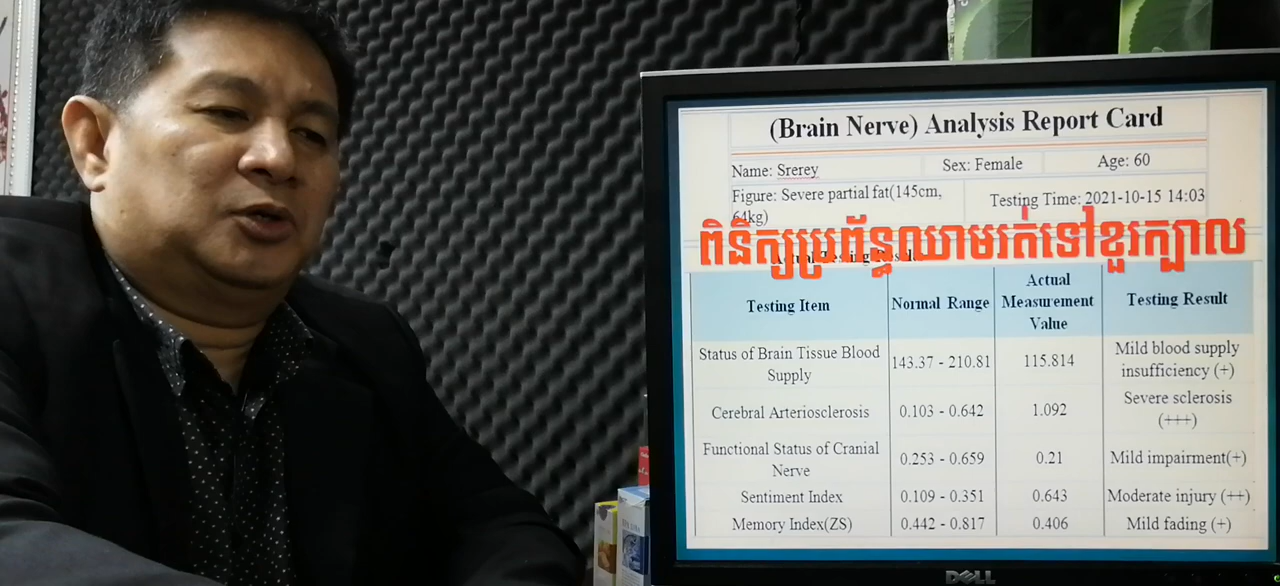 (Brain Nerve) Analysis Report Card
Name: Srerey Sex: Female Age: 60
Figure: Severe partial fat(145cm, 64kg) Testing Time: 2021-10-15 14:03
ពិនិត្យប្រព័ន្ធឈាមរត់ទៅខួរក្បាល
Testing Item Normal Range Actual Measurement Value Testing Result
Status of Brain Tissue Blood Supply 143.37 - 210.81 115.814 Mild blood supply insufficiency (+)
Cerebral Arteriosclerosis 0.103 - 0.642 1.092 Severe sclerosis (+++)
Functional Status of Cranial Nerve 0.253 - 0.659 0.21 Mild impairment(+)
Sentiment Index 0.109 - 0.351 0.643 Moderate injury (++)
Memory Index(ZS) 0.442 - 0.817 0.406 Mild fading (+)
DELL